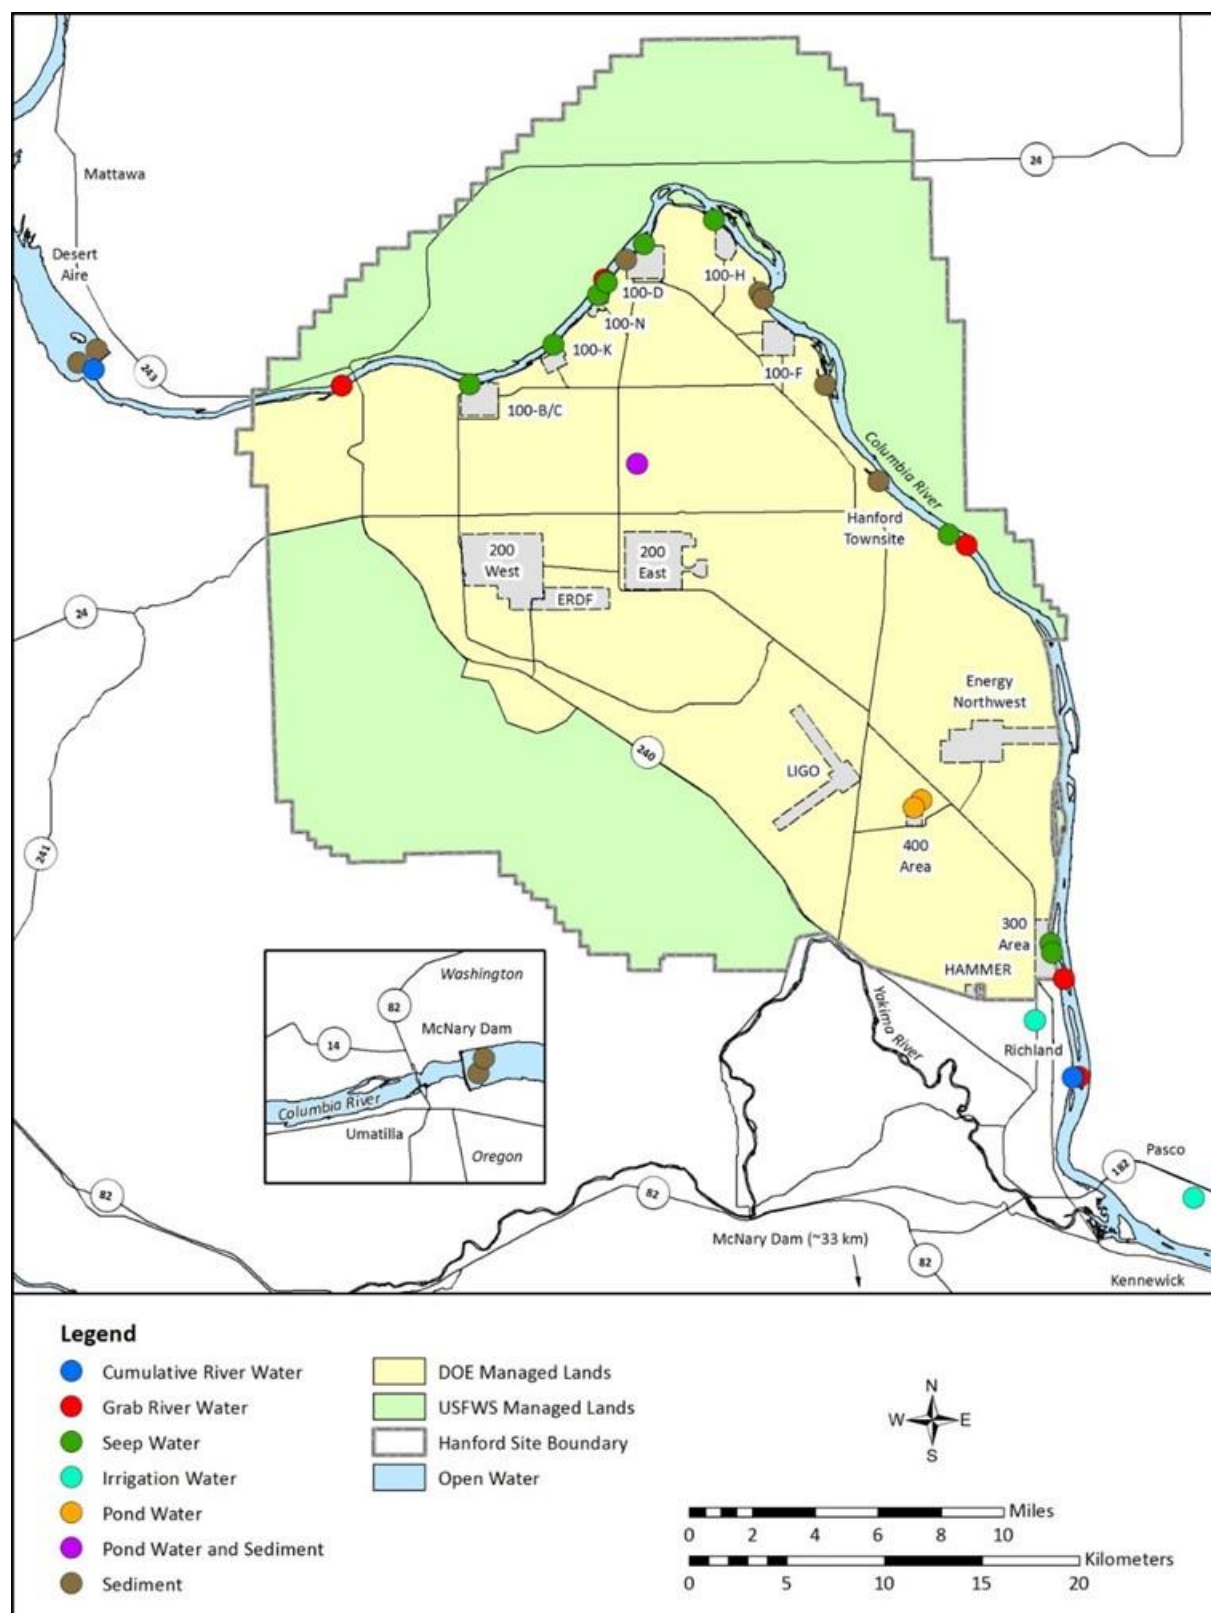 24
Mattawa
Desert
Aire
100-H
100-D
100-N
100-K
243
100-F
100-B/C
Columbia River
Hanford
Townsite
200
West
200
East
ERDF
24
Energy
Northwest
240
LIGO
241
400
Area
300
Area
HAMMER
Washington
82
McNary Dam
14
Yakima River
Richland
Columbia River
Umatilla
Oregon
Pasco
182
82
82
McNary Dam (~33 km)
82
Kennewick
Legend
Cumulative River Water
Grab River Water
Seep Water
Irrigation Water
Pond Water
Pond Water and Sediment
Sediment
DOE Managed Lands
USFWS Managed Lands
Hanford Site Boundary
Open Water
N
W E
S
Miles
0 2 4 6 8 10
Kilometers
0 5 10 15 20